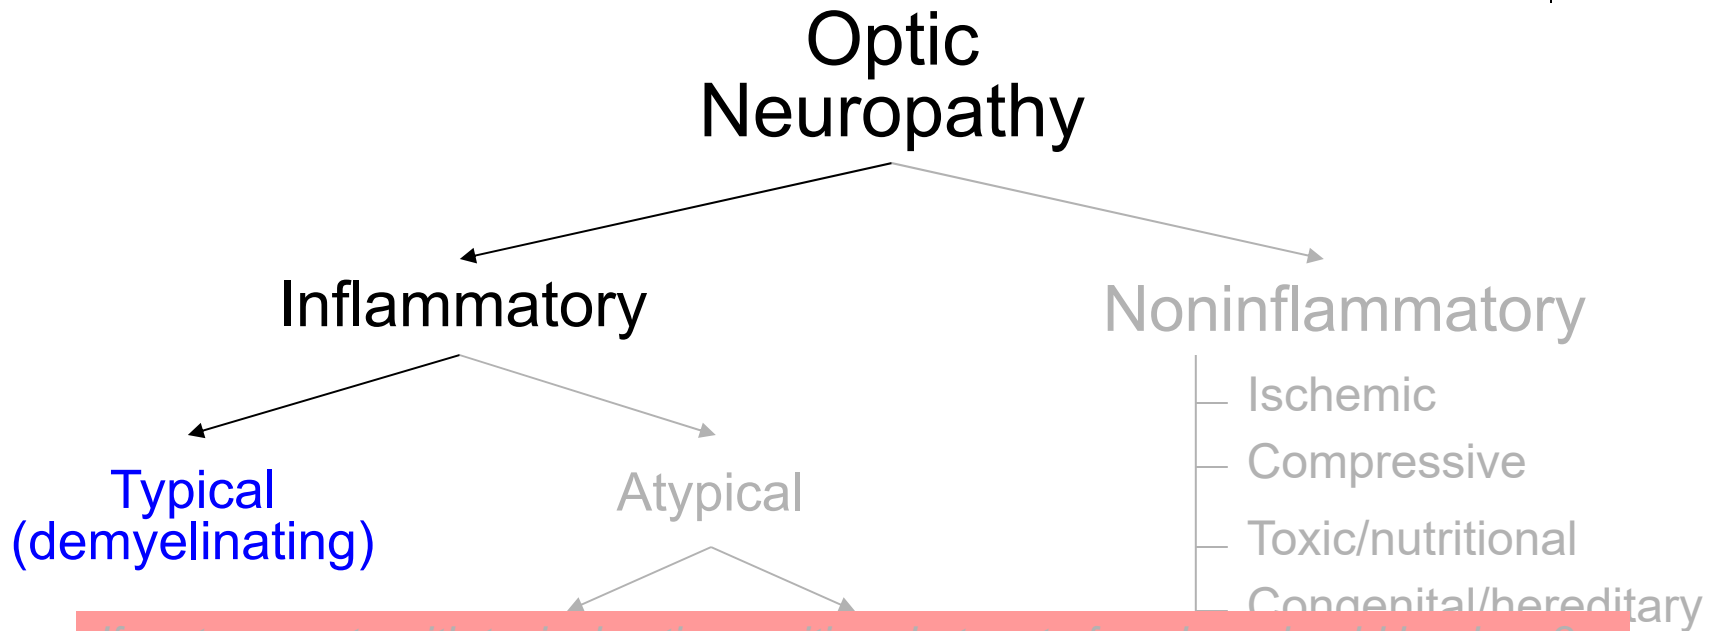 Optic
Neuropathy
Inflammatory
Noninflammatory
Ischemic
Compressive
Toxic/nutritional
Congenital/hereditary
Typical
(demyelinating)
Atypical